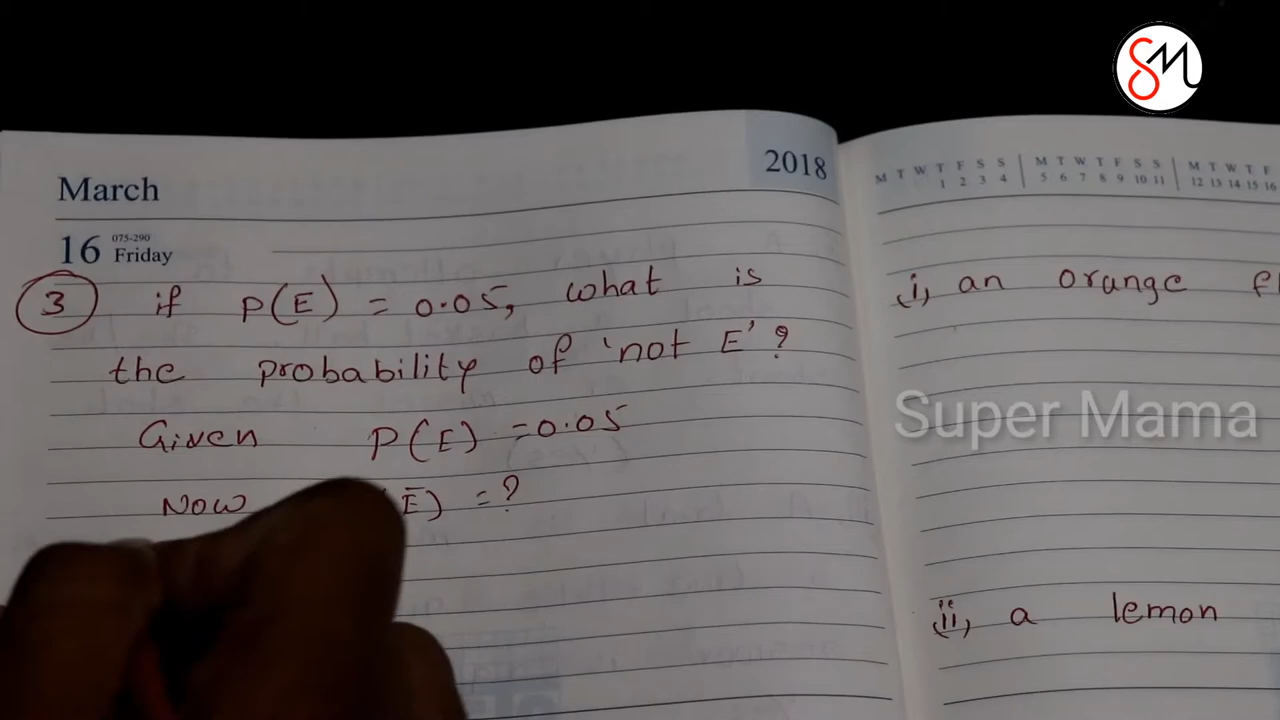 SM
March
2018
16
075-290
Friday
M T W T F S S M T W T F S S M T W T F
1 2 3 4 5 6 7 8 9 10 11 12 13 14 15 16
3 if P(E) = 0.05, what is
the probability of 'not E'?
Given P(E) =0.05
Now (E̅) = ?
(i, an orange
(ii, a lemon
Super Mama